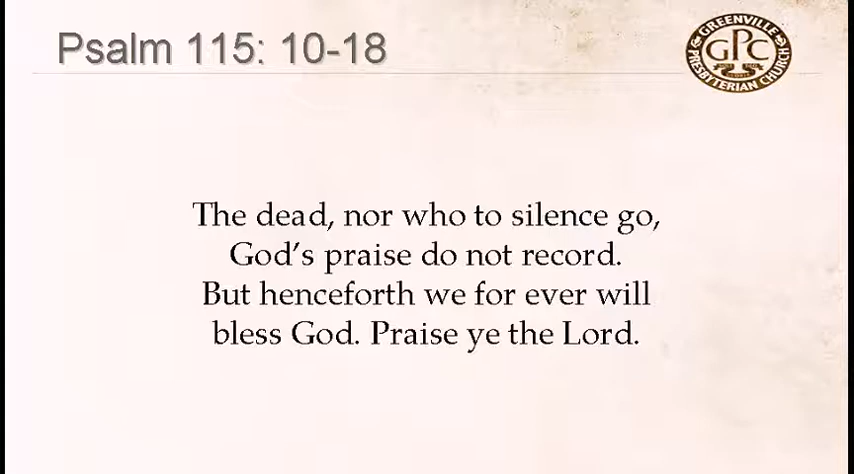 Psalm 115: 10-18
GREENVILLE
GPC
PRESBYTERIAN CHURCH
The dead, nor who to silence go,
God's praise do not record.
But henceforth we for ever will
bless God. Praise ye the Lord.